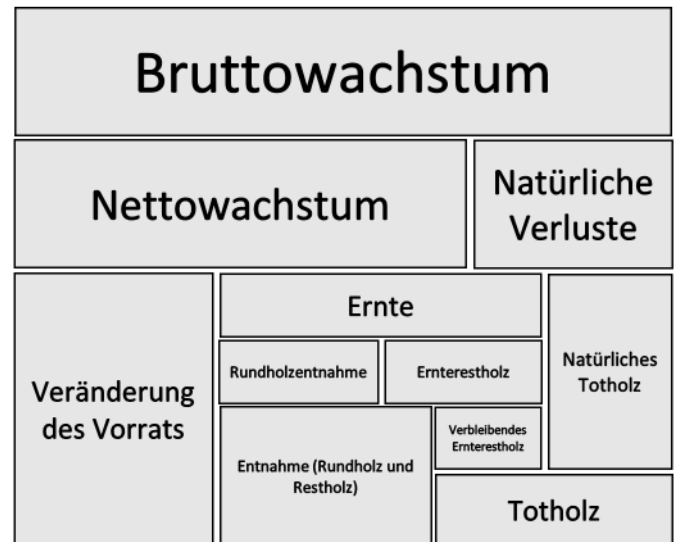 Bruttowachstum
Nettowachstum
Natürliche
Verluste
Ernte
Rundholzentnahme
Ernterestholz
Natürliches
Totholz
Veränderung
des Vorrats
Verbleibendes
Ernterestholz
Entnahme (Rundholz und
Restholz)
Totholz